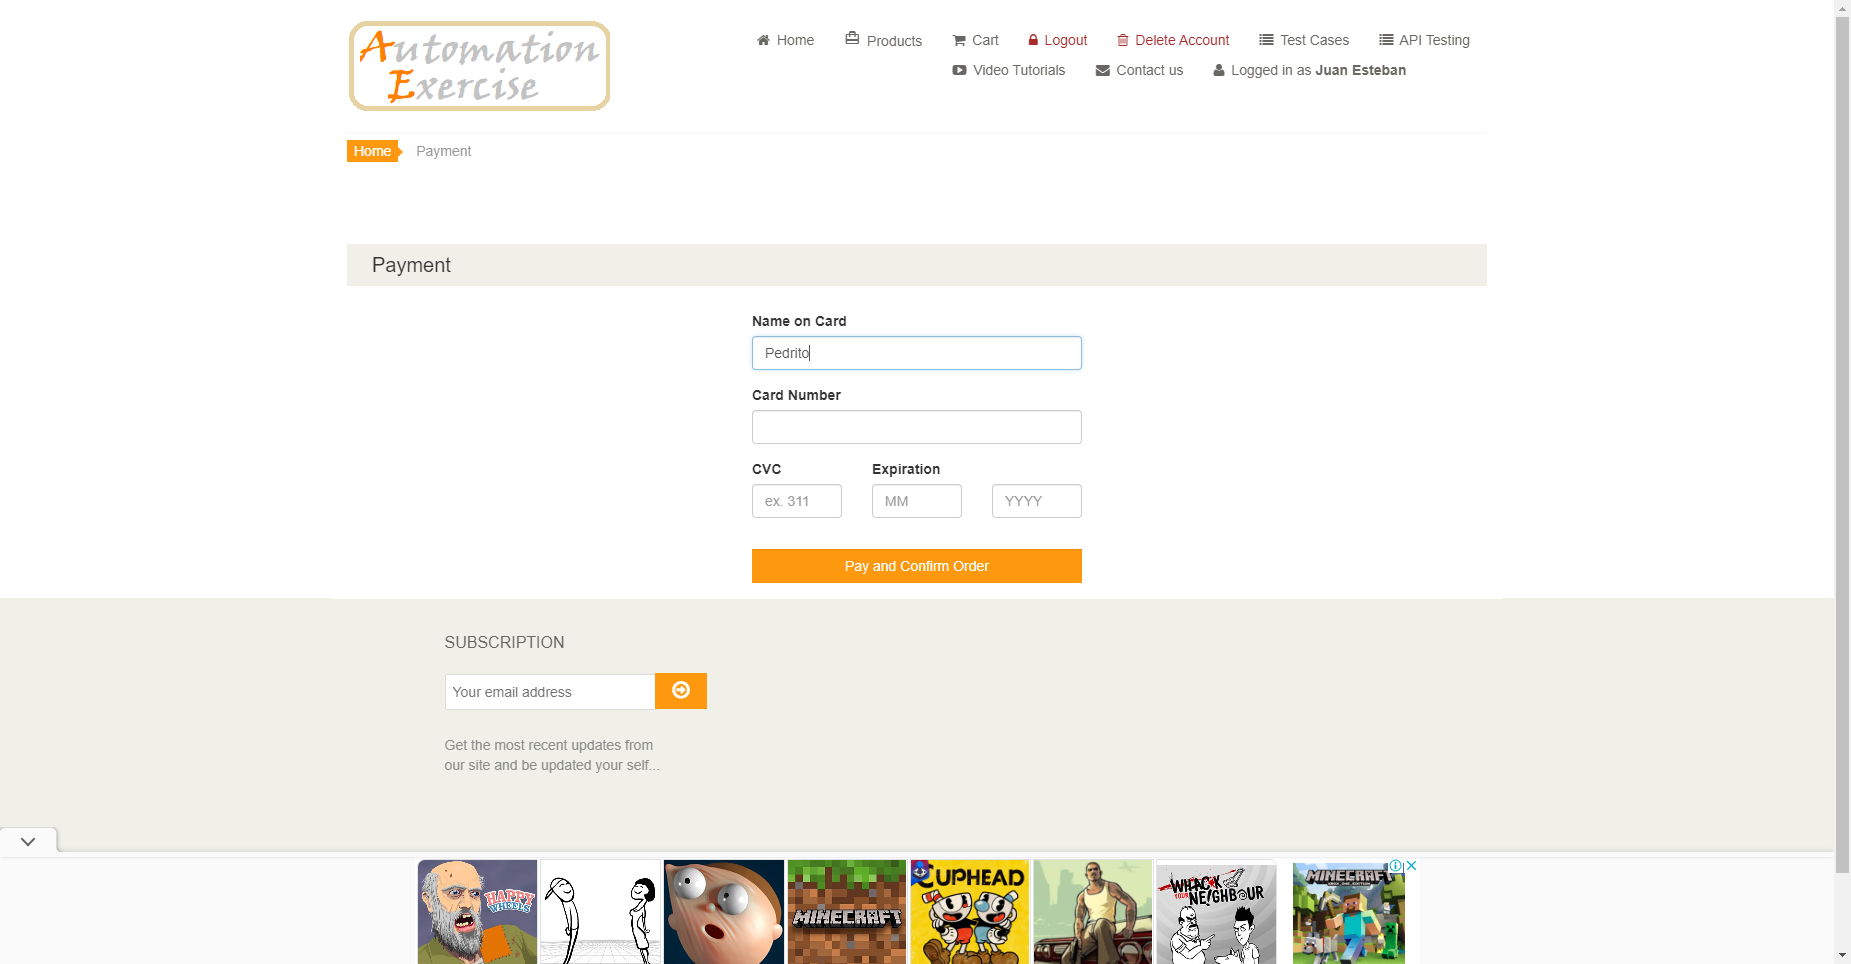 Automation
Exercise
Home
Products
Cart
Logout
Delete Account
Test Cases
API Testing
Video Tutorials
Contact us
Logged in as Juan Esteban
Home
Payment
Payment
Name on Card
Pedrito
Card Number
CVC
Expiration
ex. 311
MM
YYYY
Pay and Confirm Order
SUBSCRIPTION
Your email address
Get the most recent updates from
our site and be updated your self...
HAPPY
WHEELS
MINECRAFT
CUPHEAD
WHACK
YOUR
NEIGHBOUR
MINECRAFT
XBOX ONE EDITION